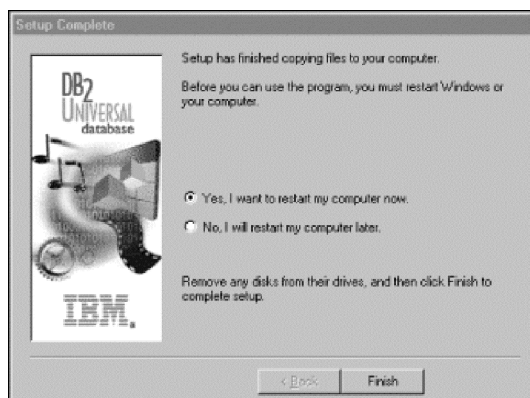 Setup Complete
DB2
UNIVERSAL
database
IBM.
Setup has finished copying files to your computer.
Before you can use the program, you must restart Windows or
your computer.
Yes, I want to restart my computer now.
No, I will restart my computer later.
Remove any disks from their drives, and then click Finish to
complete setup.
< Back
Finish